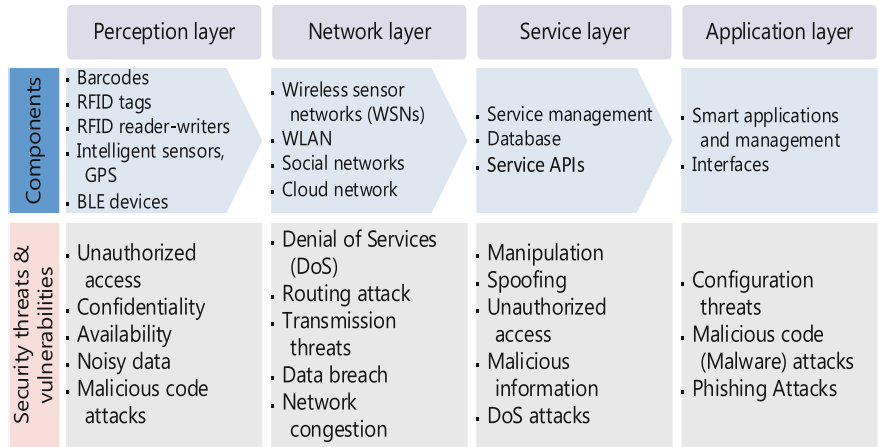 Perception layer
Network layer
Service layer
Application layer
Components
Barcodes
RFID tags
RFID reader-writers
Intelligent sensors,
GPS
BLE devices
Wireless sensor
networks (WSNs)
WLAN
Social networks
Cloud network
Service management
Database
Service APIs
Smart applications
and management
Interfaces
Security threats &
vulnerabilities
Unauthorized
access
Confidentiality
Availability
Noisy data
Malicious code
attacks
Denial of Services
(DoS)
Routing attack
Transmission
threats
Data breach
Network
congestion
Manipulation
Spoofing
Unauthorized
access
Malicious
information
DoS attacks
Configuration
threats
Malicious code
(Malware) attacks
Phishing Attacks